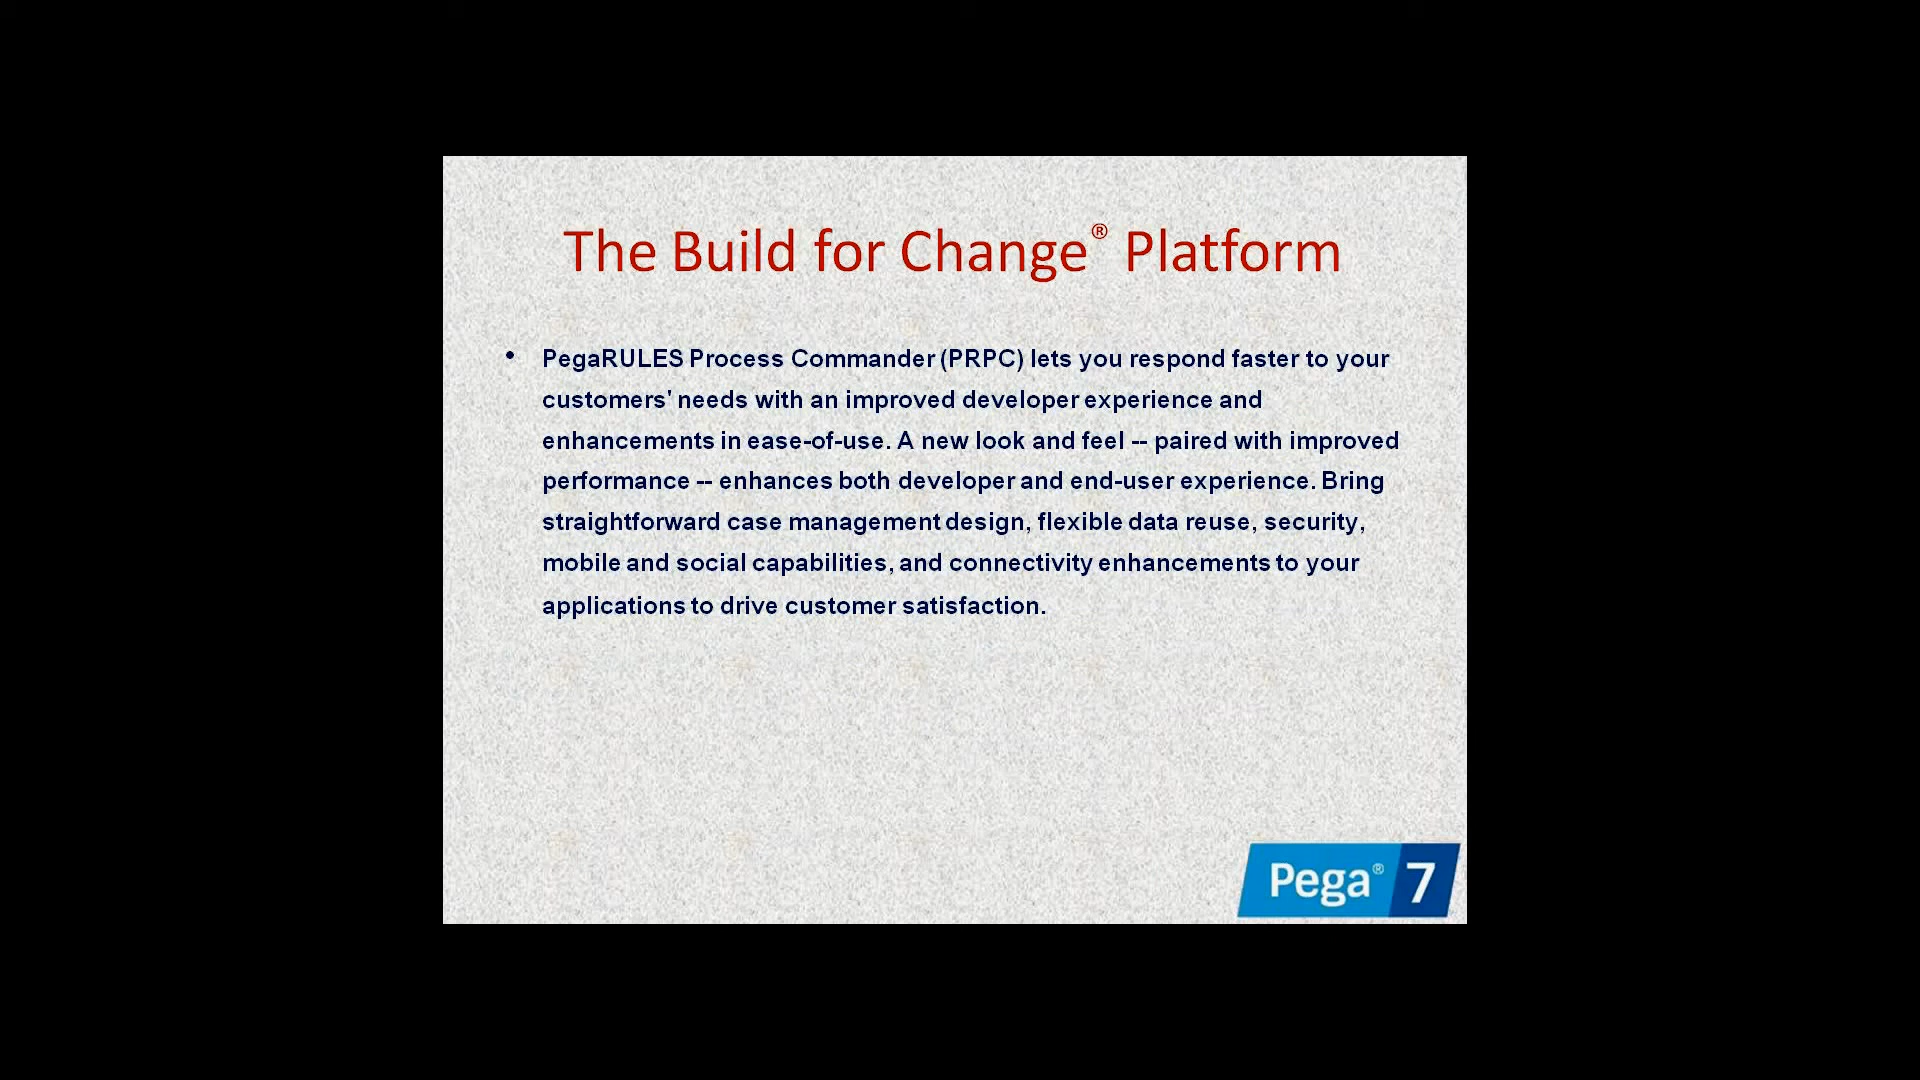 The Build for Change® Platform
• PegaRULES Process Commander (PRPC) lets you respond faster to your
customers' needs with an improved developer experience and
enhancements in ease-of-use. A new look and feel -- paired with improved
performance -- enhances both developer and end-user experience. Bring
straightforward case management design, flexible data reuse, security,
mobile and social capabilities, and connectivity enhancements to your
applications to drive customer satisfaction.
Pega® 7